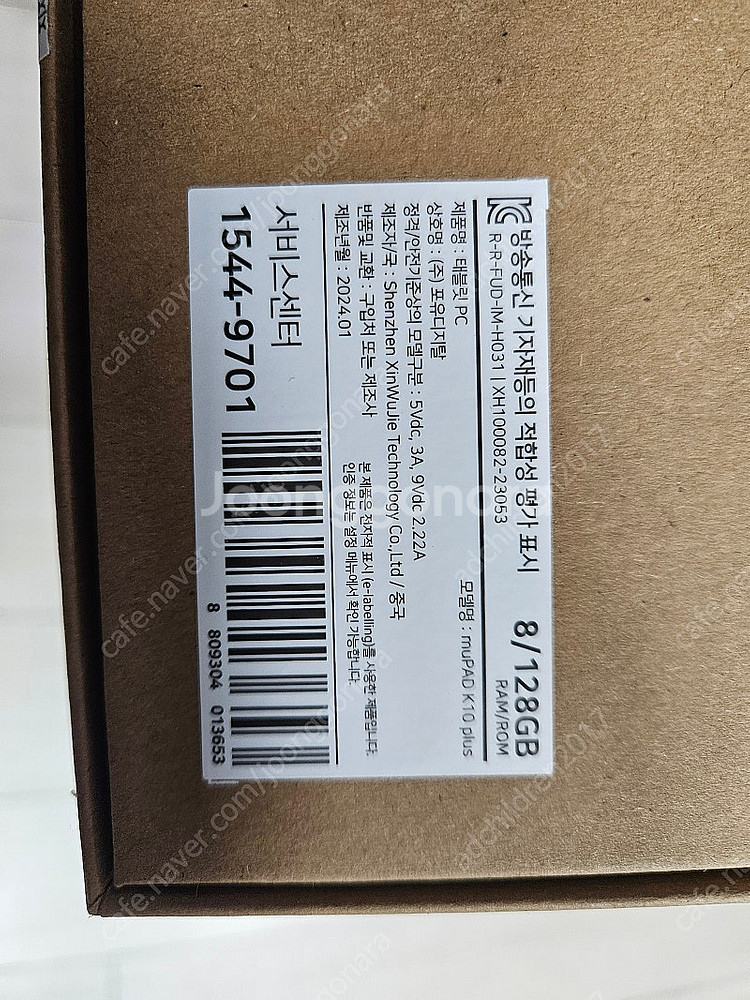 방송통신 기자재등의 적합성 평가 표시
R-R-FUD-IM-H031 | XH100082-23053
8/128GB
RAM/ROM
제품명 : 태블릿 PC
모델명 : muPAD K10 plus
상호명 : (주) 포유디지탈
정격/안전기준상의 모델구분 : 5Vdc, 3A, 9Vdc 2.22A
제조자/국 : Shenzhen XinWuJie Technology Co.,Ltd / 중국
반품및 교환 : 구입처 또는 제조사
제조년월 : 2024.01
본 제품은 전자적 표시(e-labelling)를 사용한 제품입니다.
인증 정보는 설정 메뉴에서 확인 가능합니다.
서비스센터
1544-9701
8 809304 013653
Joonggonara
cafe.naver.com/joonggonara